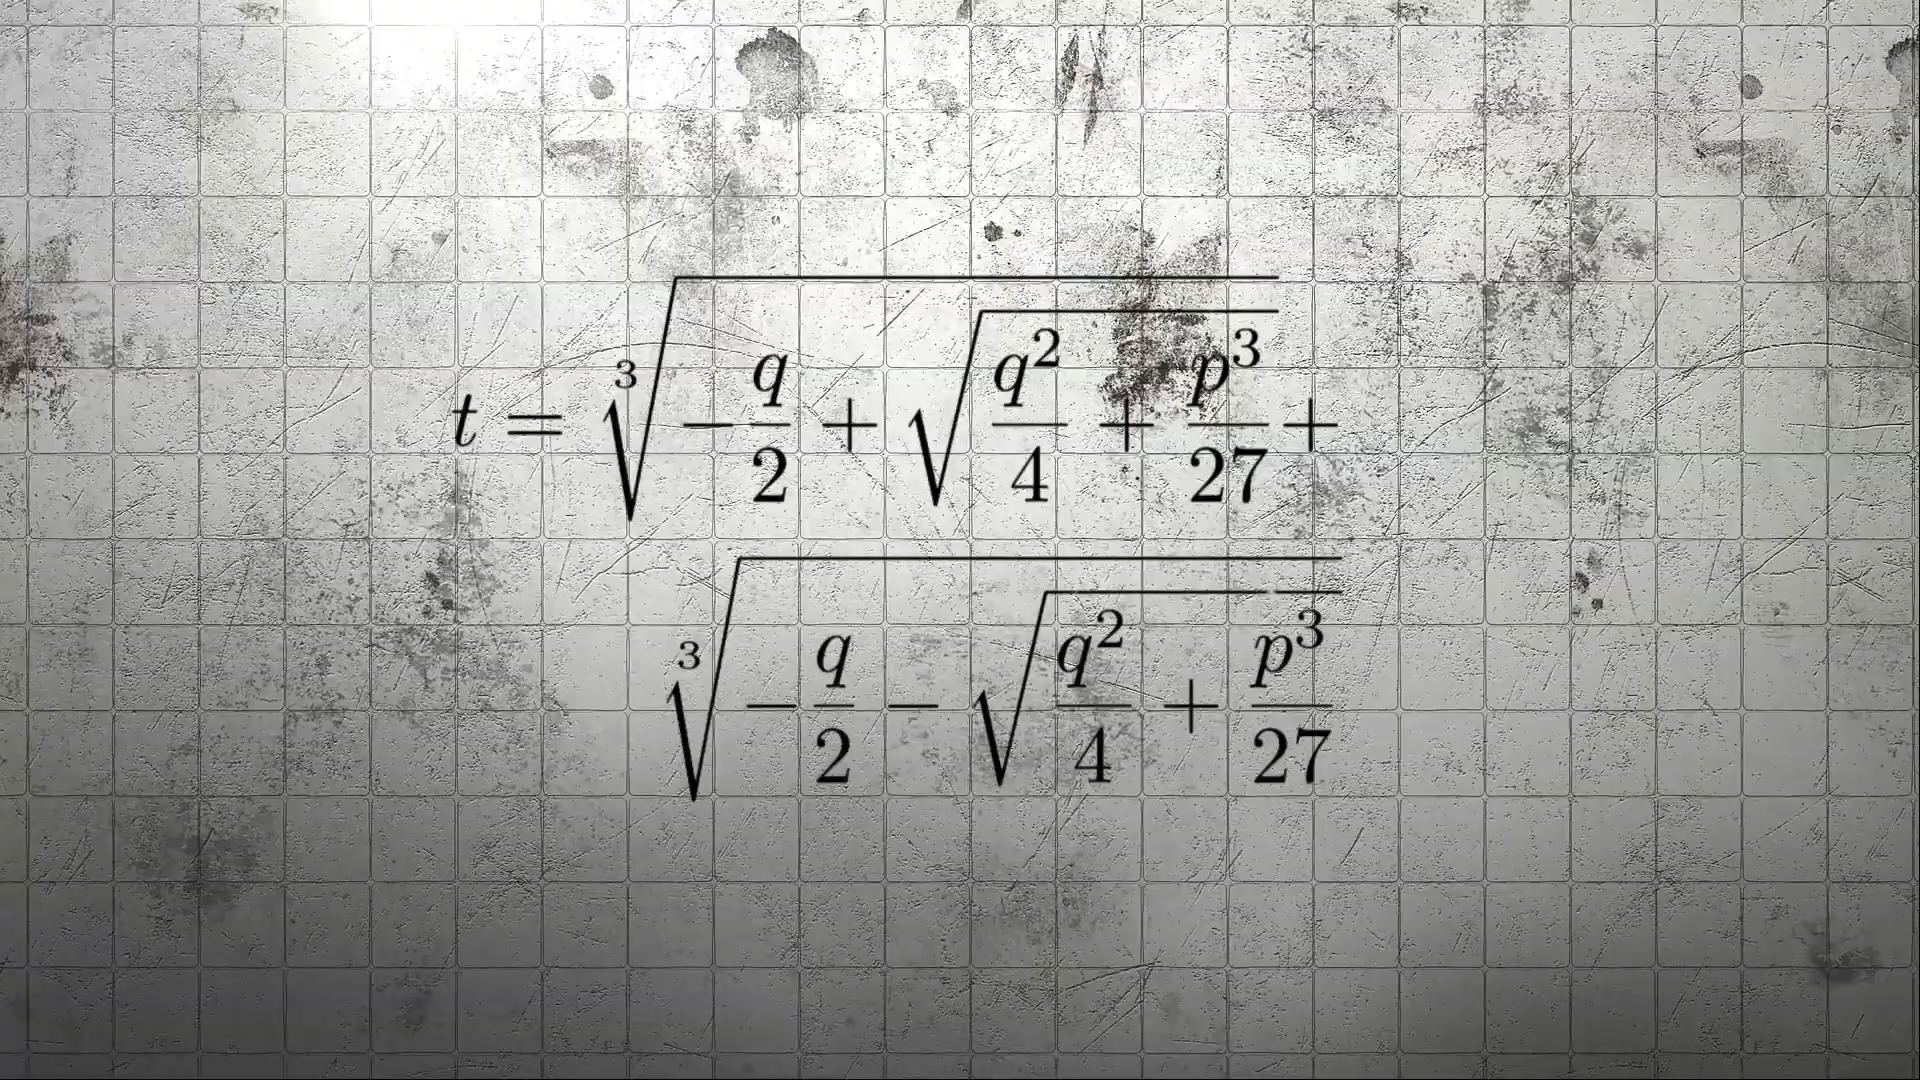 t = ∛(−q/2 + √(q²/4 + p³/27)) +
∛(−q/2 − √(q²/4 + p³/27))